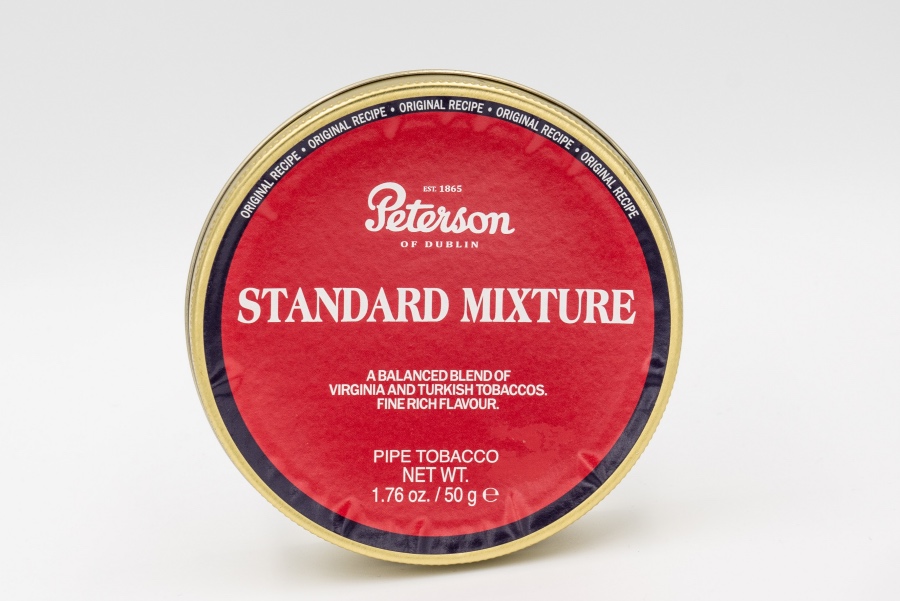 ORIGINAL RECIPE • ORIGINAL RECIPE • ORIGINAL RECIPE • ORIGINAL RECIPE • ORIGINAL RECIPE
EST. 1865
Peterson
OF DUBLIN
STANDARD MIXTURE
A BALANCED BLEND OF
VIRGINIA AND TURKISH TOBACCOS.
FINE RICH FLAVOUR.
PIPE TOBACCO
NET WT.
1.76 oz. / 50 g ℮